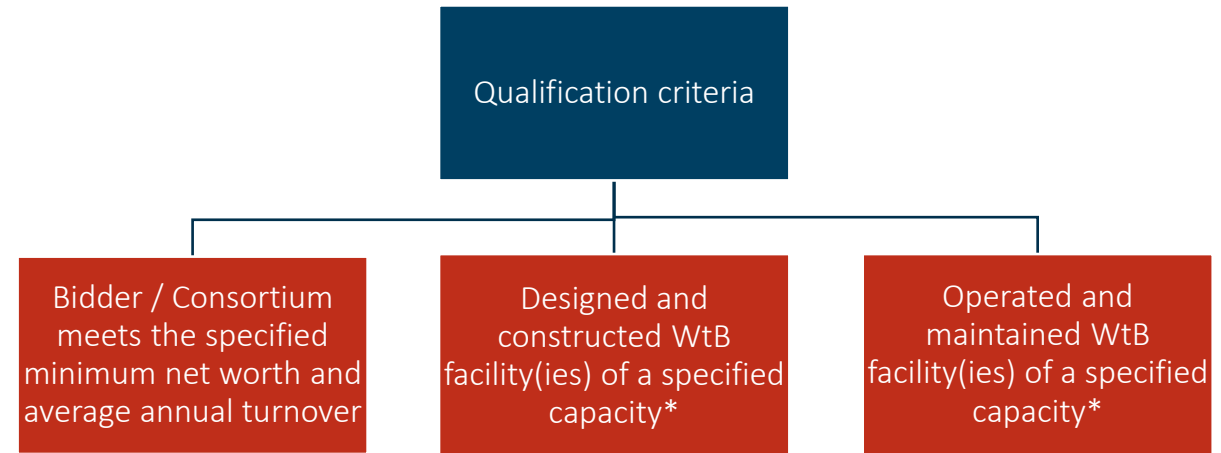 Qualification criteria
Bidder / Consortium
meets the specified
minimum net worth and
average annual turnover
Designed and
constructed WtB
facility(ies) of a specified
capacity*
Operated and
maintained WtB
facility(ies) of a specified
capacity*